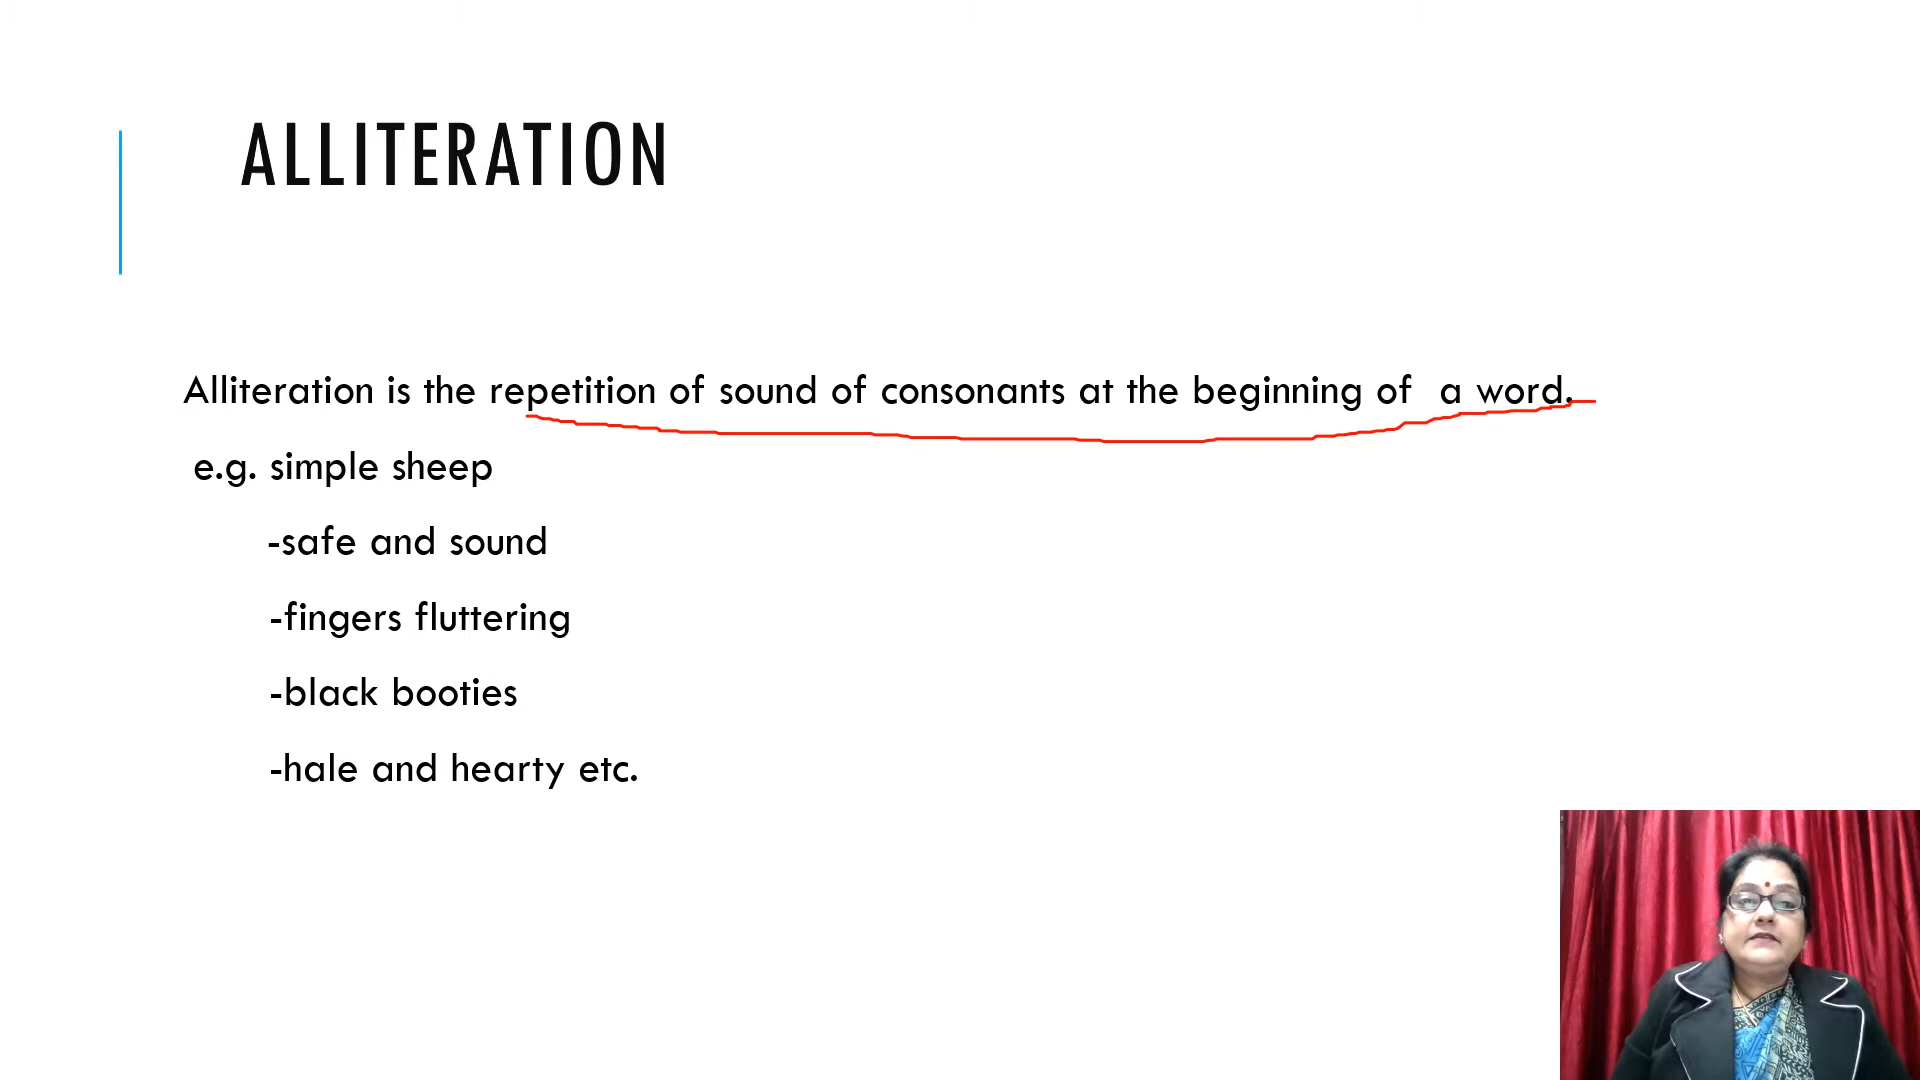 ALLITERATION
Alliteration is the repetition of sound of consonants at the beginning of a word.
e.g. simple sheep
-safe and sound
-fingers fluttering
-black booties
-hale and hearty etc.